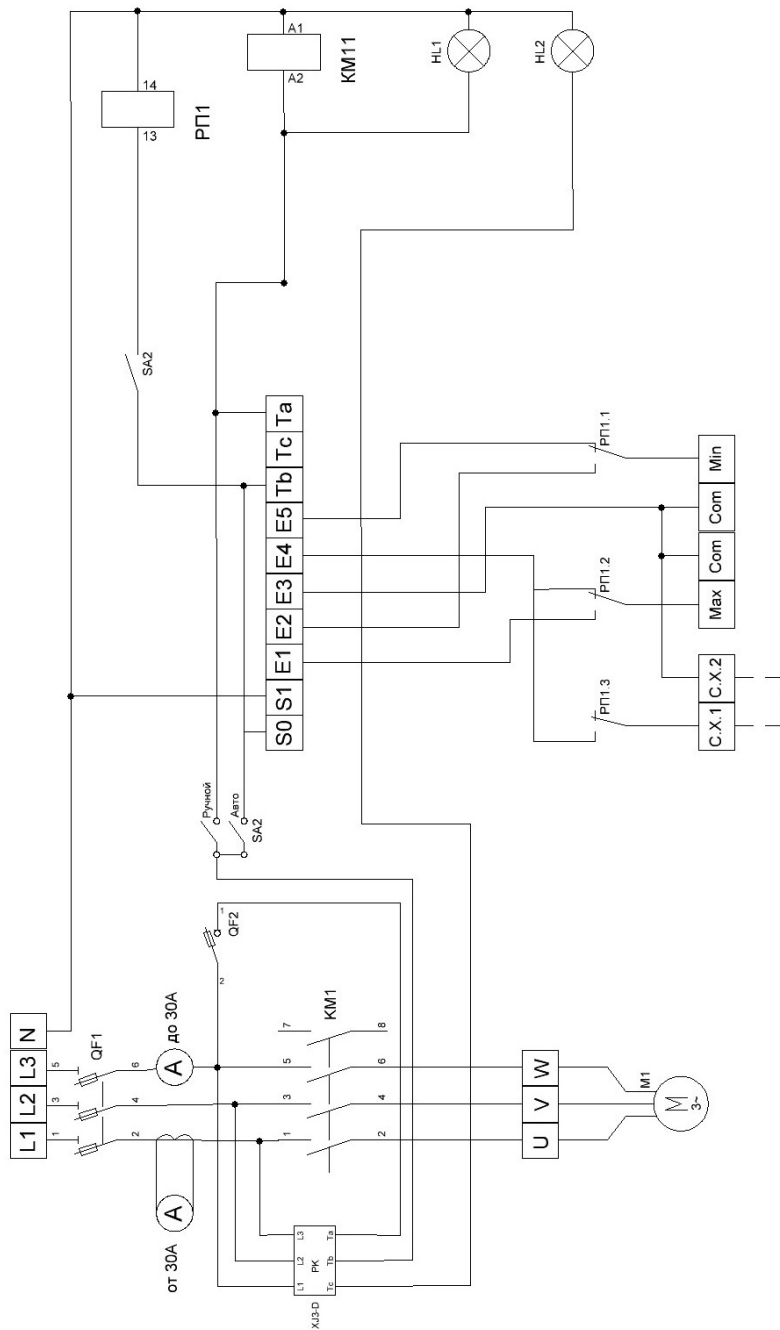 L1 L2 L3 N
1 3 5
QF1
2 4 6
от 30А
A
A
до 30А
1
QF2
2
Ручной
Авто
SA2
SA2
13 14
РП1
S0 S1 E1 E2 E3 E4 E5 Tb Tc Ta
1 3 5 7
KM1
2 4 6 8
A2 A1
KM11
L1 L2 L3
РК
XJ3-D
Tc Tb Ta
HL1
HL2
U V W
РП1.3
РП1.2
РП1.1
M1
M
3~
C.X.1 C.X.2
Max Com Com Min